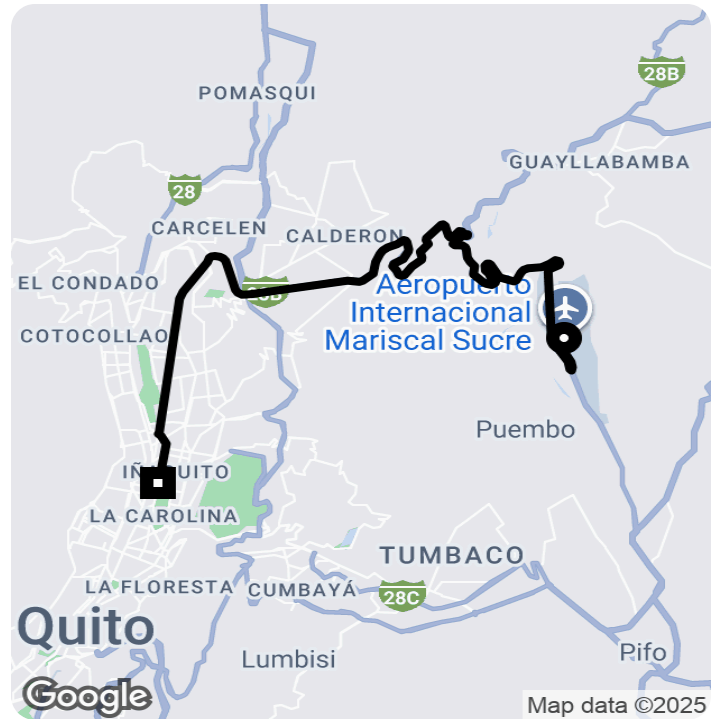 28B
POMASQUI
GUAYLLABAMBA
28
CARCELEN
CALDERON
EL CONDADO
Aeropuerto
Internacional
Mariscal Sucre
COTOCOLLAO
Puembo
LA CAROLINA
TUMBACO
LA FLORESTA
CUMBAYÁ
28C
Quito
Lumbisi
Pifo
Google
Map data ©2025